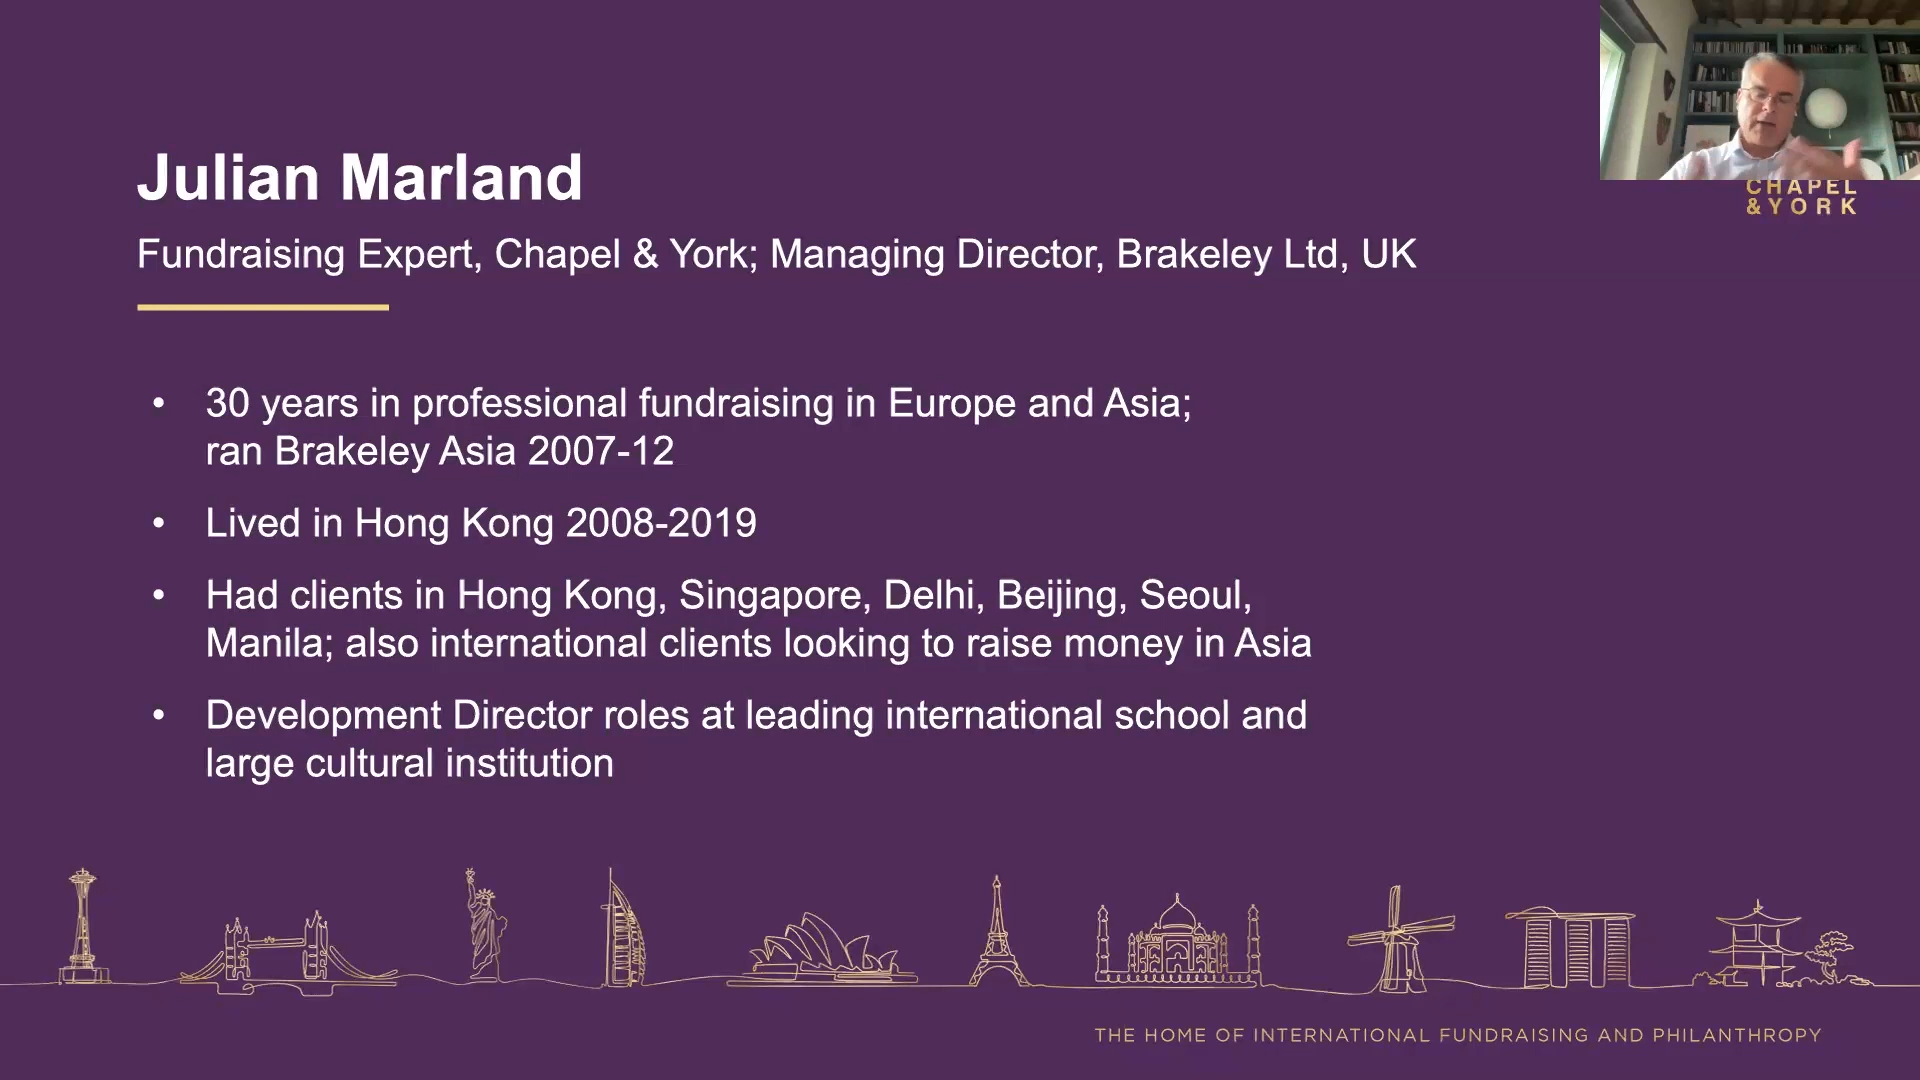 CHAPEL
&YORK
Julian Marland
Fundraising Expert, Chapel & York; Managing Director, Brakeley Ltd, UK
• 30 years in professional fundraising in Europe and Asia;
ran Brakeley Asia 2007-12
• Lived in Hong Kong 2008-2019
• Had clients in Hong Kong, Singapore, Delhi, Beijing, Seoul,
Manila; also international clients looking to raise money in Asia
• Development Director roles at leading international school and
large cultural institution
THE HOME OF INTERNATIONAL FUNDRAISING AND PHILANTHROPY